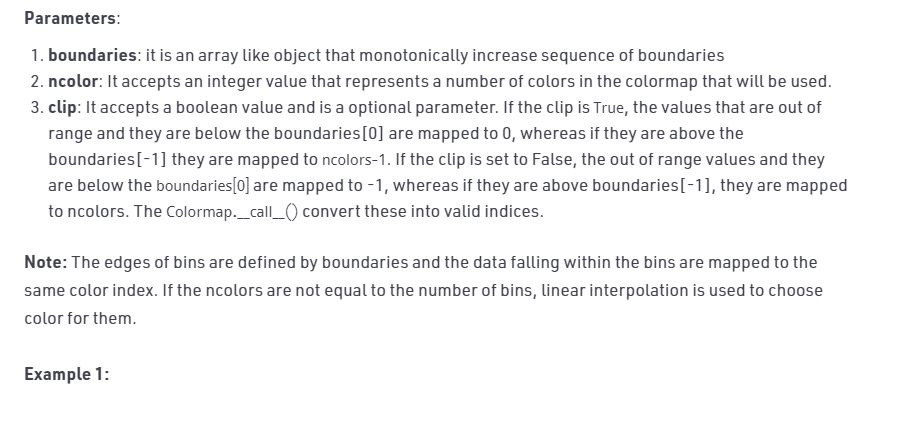 Parameters:
1. boundaries: it is an array like object that monotonically increase sequence of boundaries
2. ncolor: It accepts an integer value that represents a number of colors in the colormap that will be used.
3. clip: It accepts a boolean value and is a optional parameter. If the clip is True, the values that are out of
range and they are below the boundaries[0] are mapped to 0, whereas if they are above the
boundaries[-1] they are mapped to ncolors-1. If the clip is set to False, the out of range values and they
are below the boundaries[0] are mapped to -1, whereas if they are above boundaries[-1], they are mapped
to ncolors. The Colormap.__call__() convert these into valid indices.
Note: The edges of bins are defined by boundaries and the data falling within the bins are mapped to the
same color index. If the ncolors are not equal to the number of bins, linear interpolation is used to choose
color for them.
Example 1: